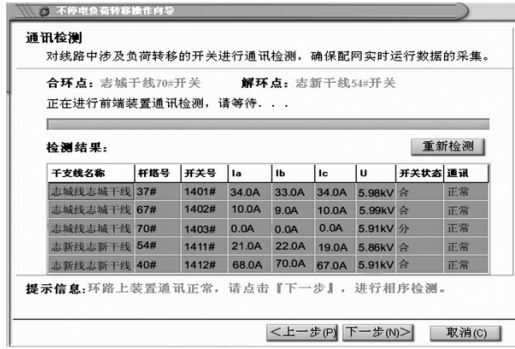 不停电负荷转移操作向导
通讯检测
对线路中涉及负荷转移的开关进行通讯检测，确保配网实时运行数据的采集。
合环点：志城干线70#开关 解环点：志新干线54#开关
正在进行前端装置通讯检测，请等待．．．
检测结果： 重新检测
干支线名称 杆塔号 开关号 Ia Ib Ic U 开关状态 通讯
志城线志城干线 37# 1401# 34.0A 33.0A 34.0A 5.98kV 合 正常
志城线志城干线 67# 1402# 10.0A 9.0A 10.0A 5.99kV 合 正常
志城线志城干线 70# 1403# 0.0A 0.0A 0.0A 5.91kV 分 正常
志新线志新干线 54# 1411# 21.0A 22.0A 19.0A 5.86kV 合 正常
志新线志新干线 40# 1412# 68.0A 70.0A 67.0A 5.91kV 合 正常
提示信息:环路上装置通讯正常，请点击『下一步』，进行相序检测。
<上一步(P) 下一步(N)> 取消(C)